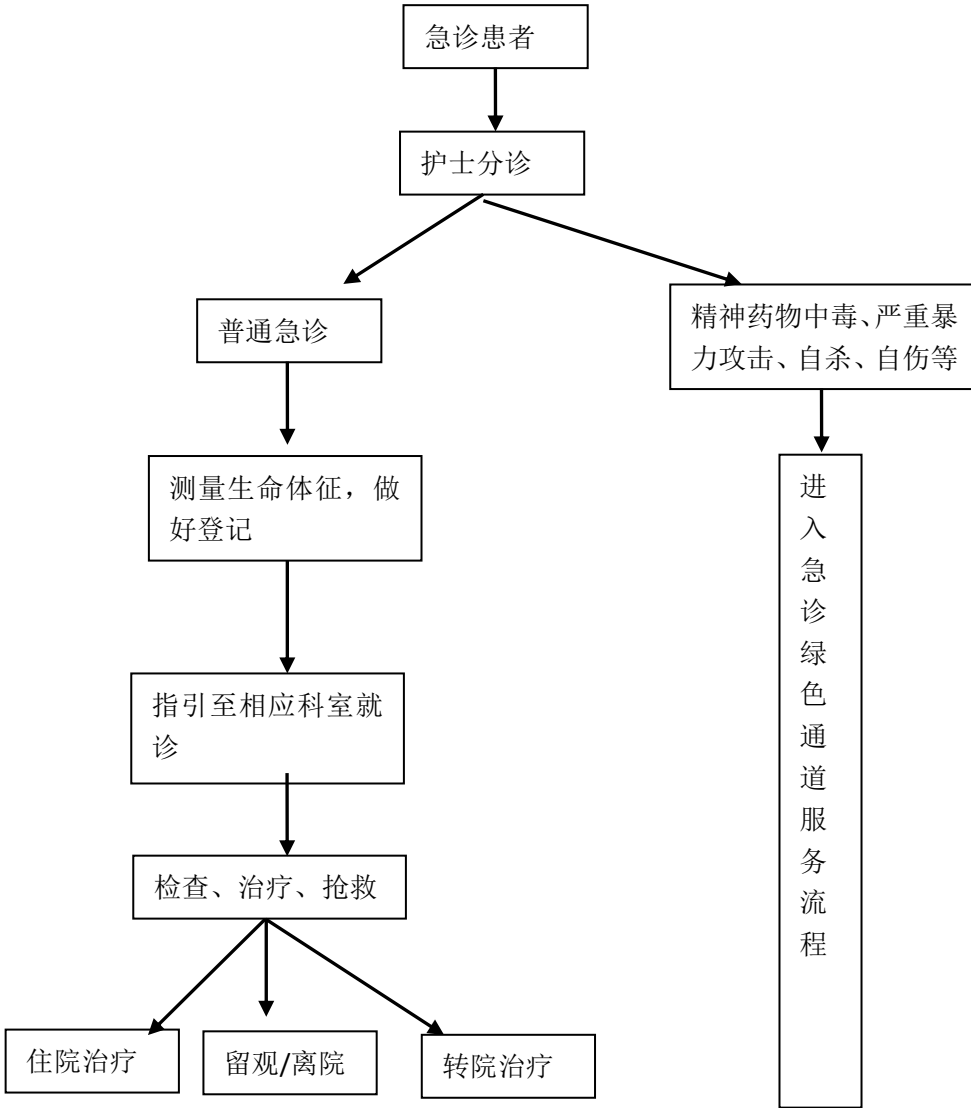 急诊患者
护士分诊
普通急诊
精神药物中毒、严重暴
力攻击、自杀、自伤等
测量生命体征，做
好登记
进
入
急
诊
绿
色
通
道
服
务
流
程
指引至相应科室就
诊
检查、治疗、抢救
住院治疗
留观/离院
转院治疗